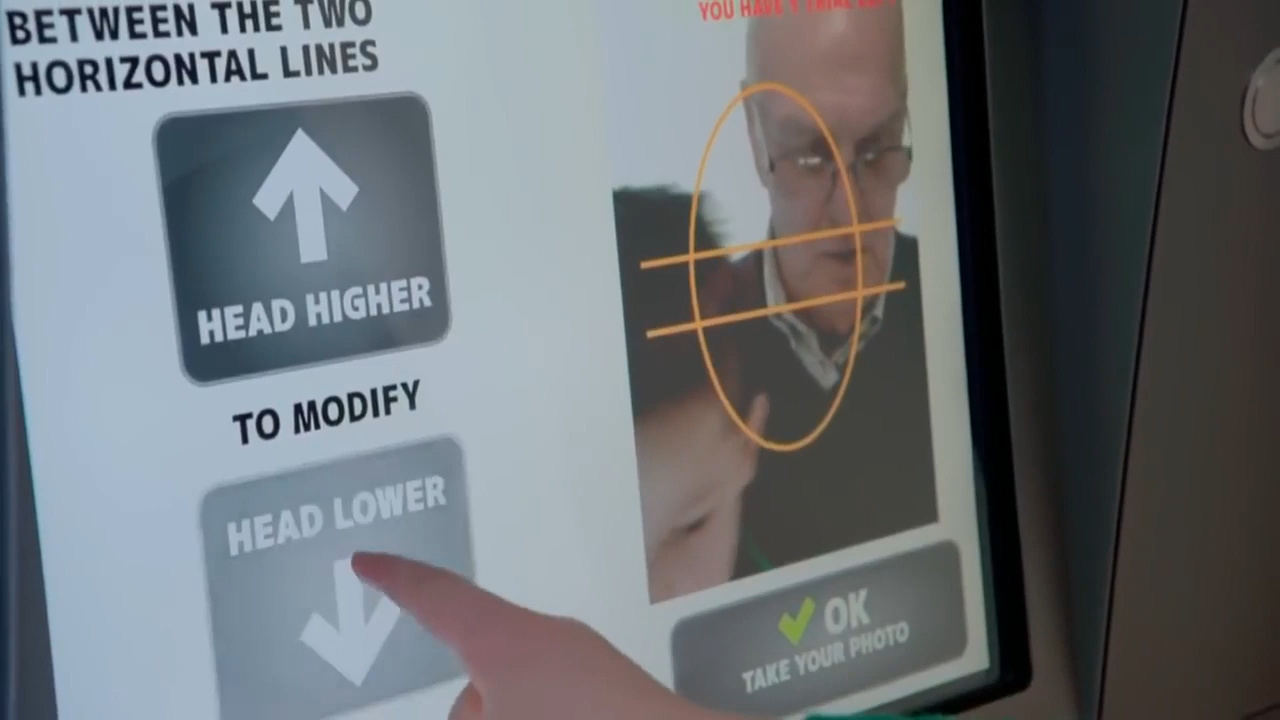 BETWEEN THE TWO
HORIZONTAL LINES
HEAD HIGHER
TO MODIFY
HEAD LOWER
YOU HAVE
OK
TAKE YOUR PHOTO